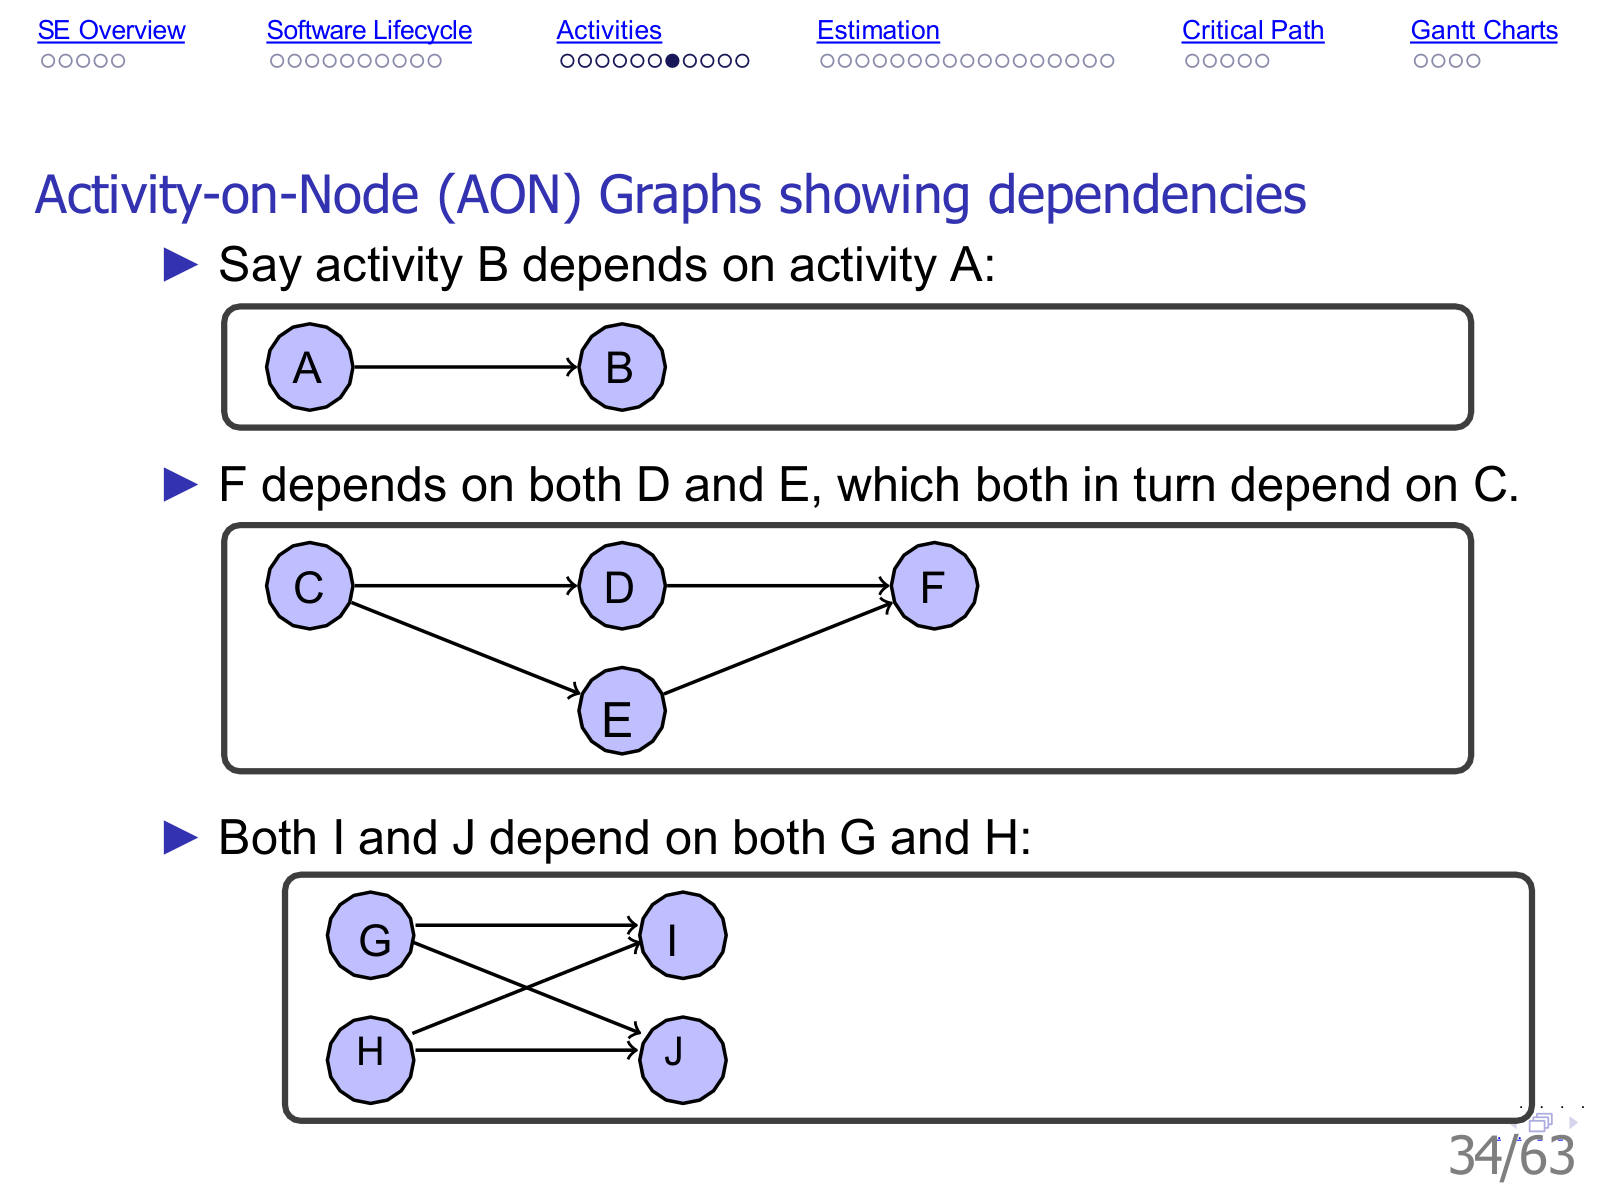 SE Overview Software Lifecycle Activities Estimation Critical Path Gantt Charts
Activity-on-Node (AON) Graphs showing dependencies
Say activity B depends on activity A:
A B
F depends on both D and E, which both in turn depend on C.
C D F
E
Both I and J depend on both G and H:
G I
H J
34/63